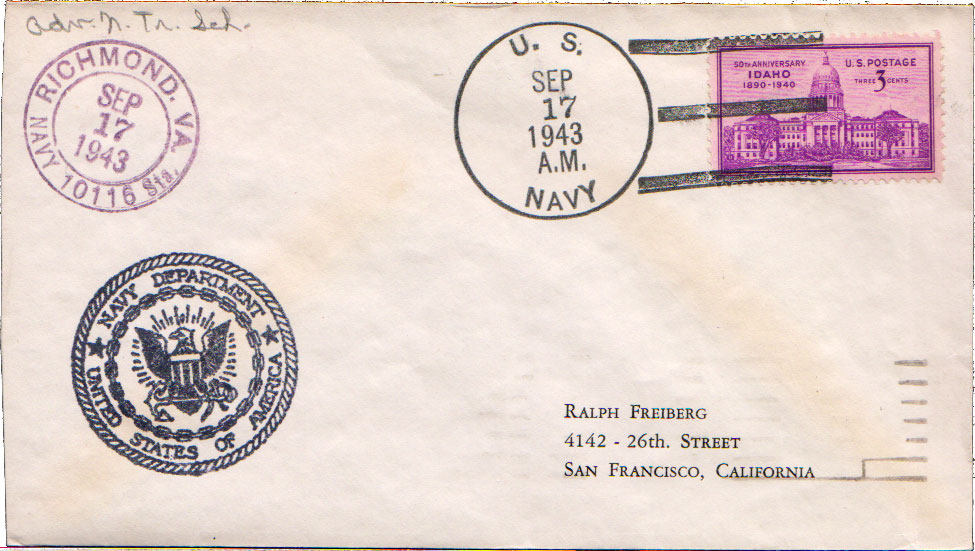 Adv. N. Tr. Sch.
RICHMOND, VA.
NAVY 10116 Sta.
SEP
17
1943
U. S.
SEP
17
1943
A.M.
NAVY
50TH ANNIVERSARY
IDAHO
1890-1940
U.S. POSTAGE
THREE 3 CENTS
NAVY DEPARTMENT
UNITED STATES OF AMERICA
RALPH FREIBERG
4142 - 26th. STREET
SAN FRANCISCO, CALIFORNIA